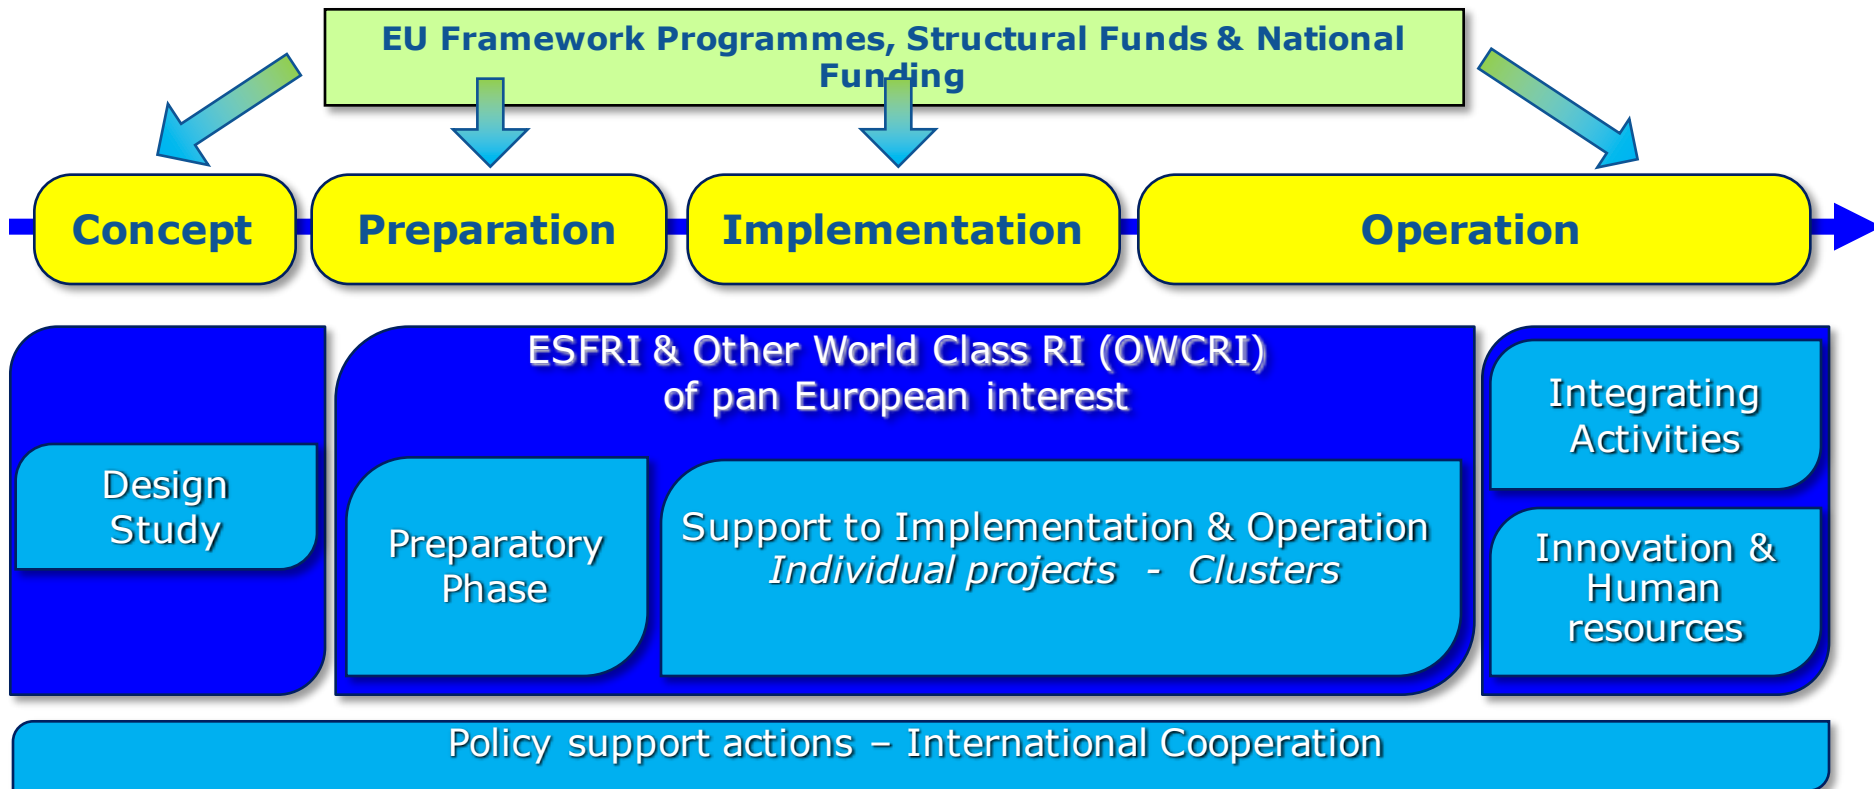 EU Framework Programmes, Structural Funds & National
Funding
Concept
Preparation
Implementation
Operation
ESFRI & Other World Class RI (OWCRI)
of pan European interest
Design
Study
Preparatory
Phase
Support to Implementation & Operation
Individual projects - Clusters
Integrating
Activities
Innovation &
Human
resources
Policy support actions – International Cooperation